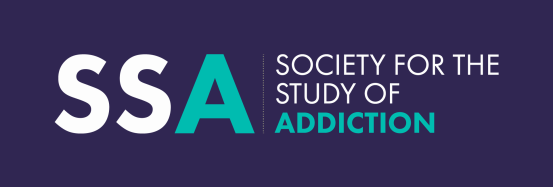 SSA
SOCIETY FOR THE
STUDY OF
ADDICTION